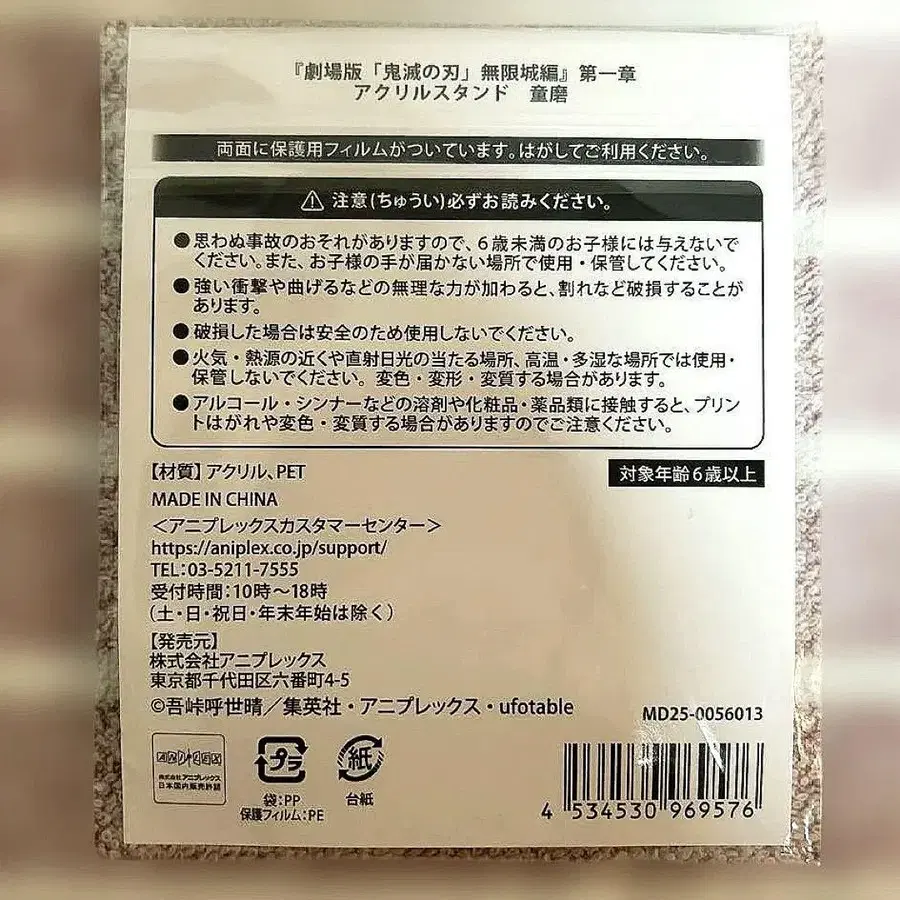 『劇場版「鬼滅の刃」無限城編』第一章
アクリルスタンド 童磨
両面に保護用フィルムがついています。はがしてご利用ください。
注意(ちゅうい)必ずお読みください。
●思わぬ事故のおそれがありますので、6歳未満のお子様には与えないで
ください。また、お子様の手が届かない場所で使用・保管してください。
●強い衝撃や曲げるなどの無理な力が加わると、割れなど破損することが
あります。
●破損した場合は安全のため使用しないでください。
●火気・熱源の近くや直射日光の当たる場所、高温・多湿な場所では使用・
保管しないでください。変色・変形・変質する場合があります。
●アルコール・シンナーなどの溶剤や化粧品・薬品類に接触すると、プリン
トはがれや変色・変質する場合がありますのでご注意ください。
【材質】アクリル、PET
対象年齢6歳以上
MADE IN CHINA
<アニプレックスカスタマーセンター>
https://aniplex.co.jp/support/
TEL:03-5211-7555
受付時間:10時~18時
(土・日・祝日・年末年始は除く)
【発売元】
株式会社アニプレックス
東京都千代田区六番町4-5
©吾峠呼世晴/集英社・アニプレックス・ufotable
MD25-0056013
ANIPLEX
株式会社アニプレックス
日本国内販売許諾
プラ
袋:PP
保護フィルム:PE
紙
台紙
4 534530 969576